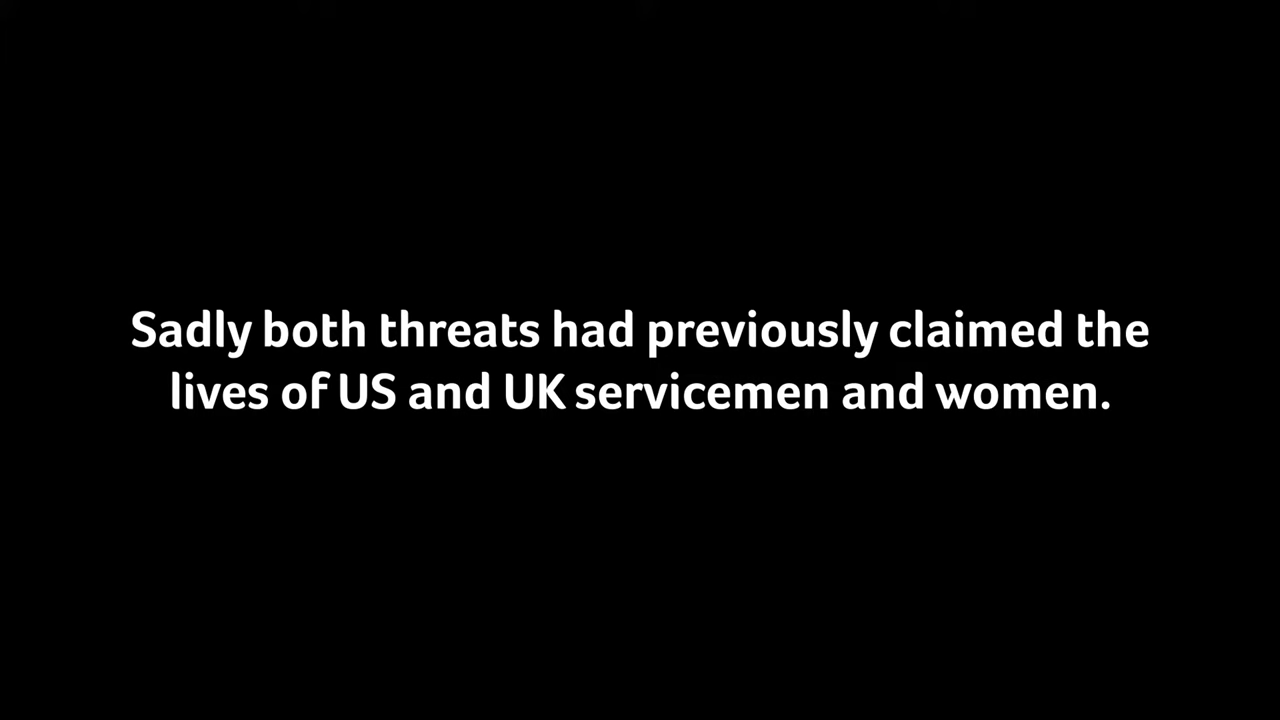 Sadly both threats had previously claimed the
lives of US and UK servicemen and women.